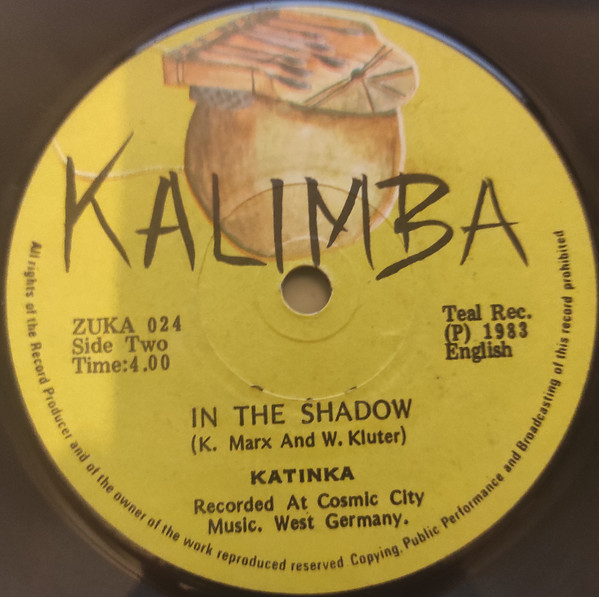 KALIMBA
ZUKA 024
Side Two
Time:4.00
Teal Rec.
(P) 1983
English
IN THE SHADOW
(K. Marx And W. Kluter)
KATINKA
Recorded At Cosmic City
Music. West Germany.
All rights of the Record Producer and of the owner of the work reproduced reserved. Copying, Public Performance and Broadcasting of this record prohibited